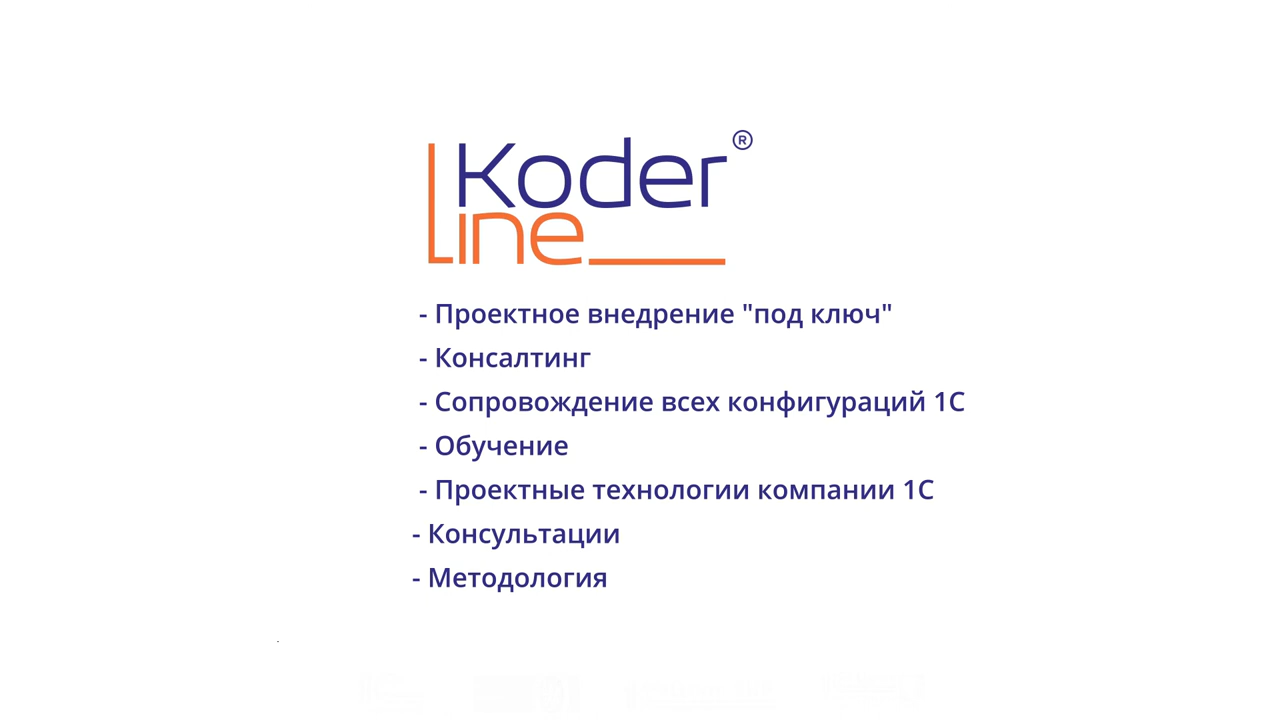 Koder®
Line
- Проектное внедрение "под ключ"
- Консалтинг
- Сопровождение всех конфигураций 1С
- Обучение
- Проектные технологии компании 1С
- Консультации
- Методология